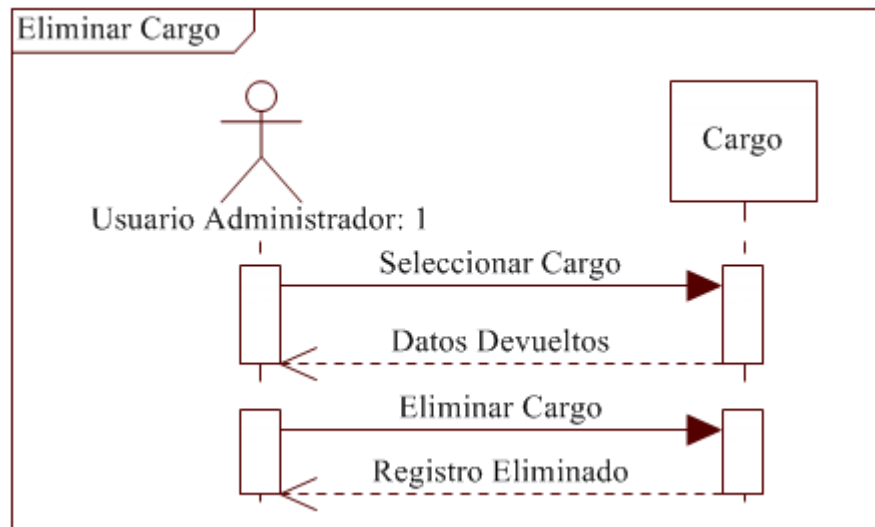 Eliminar Cargo
Cargo
Usuario Administrador: 1
Seleccionar Cargo
Datos Devueltos
Eliminar Cargo
Registro Eliminado